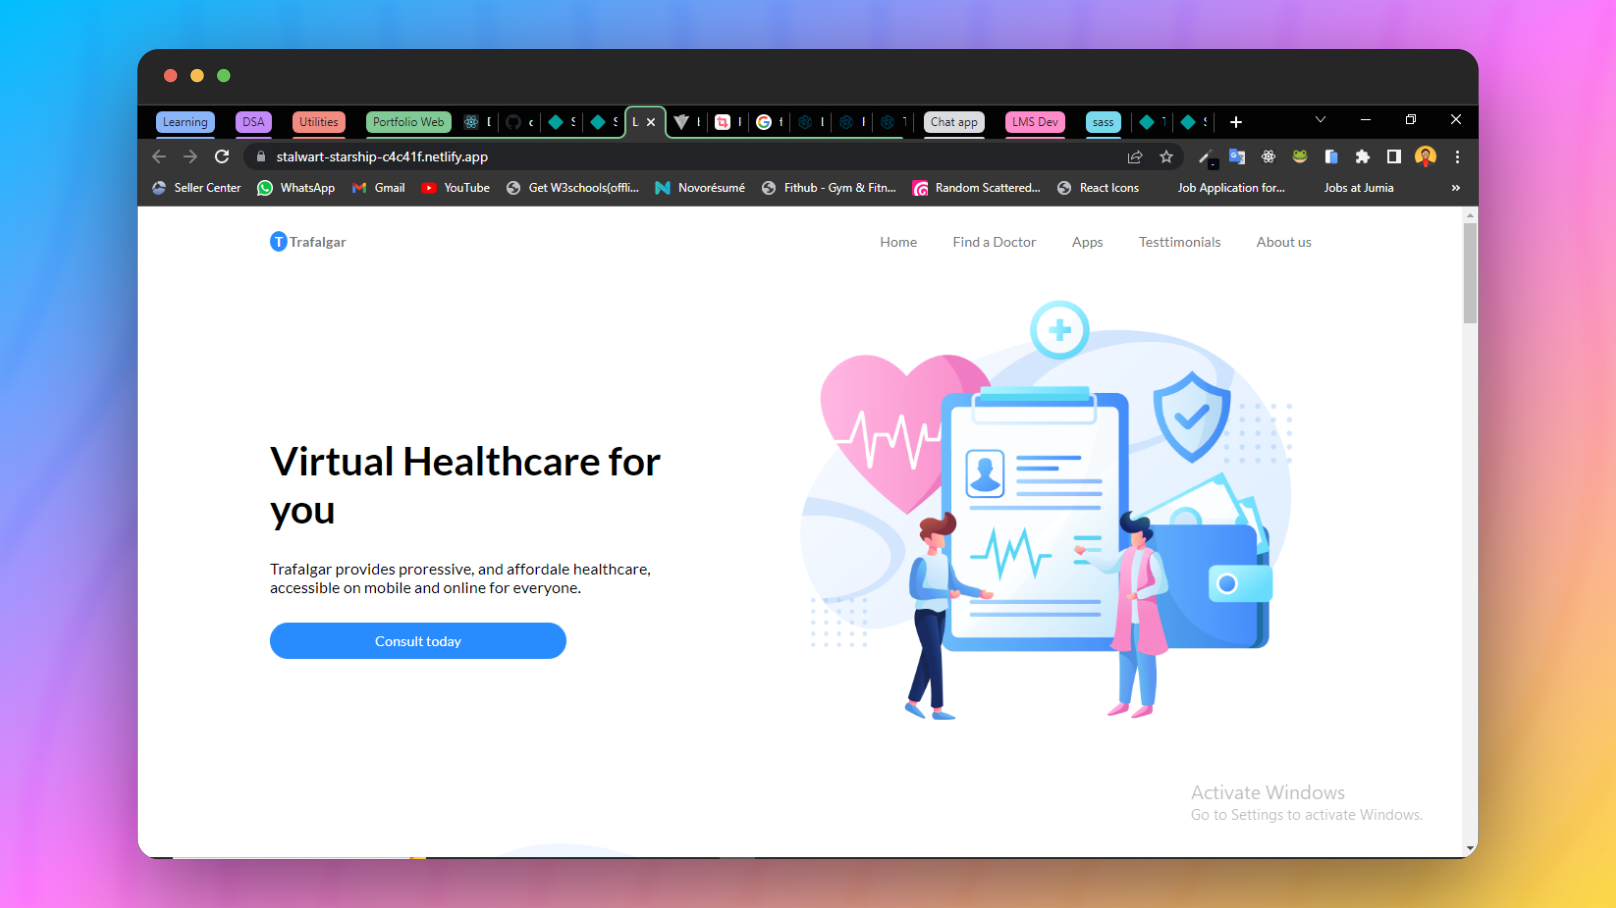 Learning DSA Utilities Portfolio Web L Chat app LMS Dev sass
stalwart-starship-c4c41f.netlify.app
Seller Center WhatsApp Gmail YouTube Get W3schools(offli... Novorésumé Fithub - Gym & Fitn... Random Scattered... React Icons Job Application for... Jobs at Jumia »
T Trafalgar
Home Find a Doctor Apps Testtimonials About us
Virtual Healthcare for
you
Trafalgar provides proressive, and affordale healthcare,
accessible on mobile and online for everyone.
Consult today
Activate Windows
Go to Settings to activate Windows.